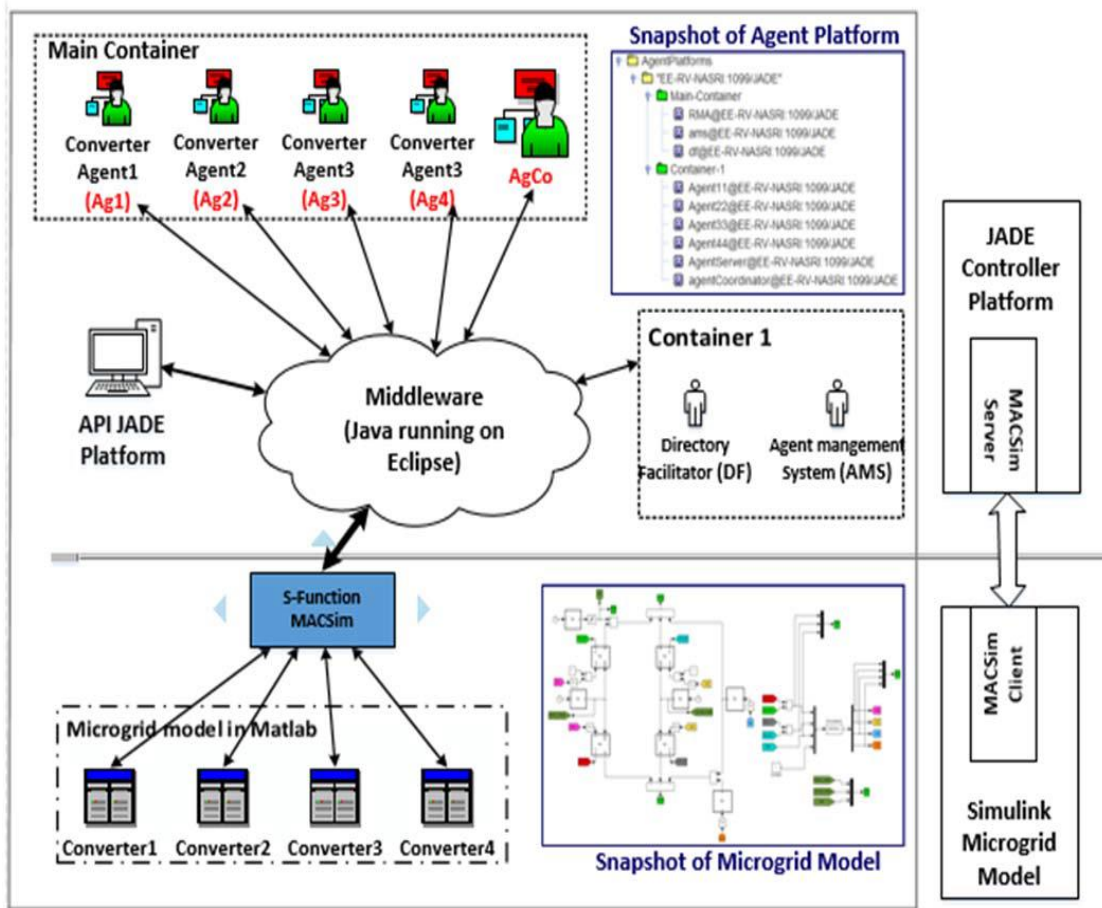 Main Container
Converter
Agent1
(Ag1)
Converter
Agent2
(Ag2)
Converter
Agent3
(Ag3)
Converter
Agent3
(Ag4)
AgCo
Snapshot of Agent Platform
AgentPlatforms
"EE-RV-NASRI:1099/JADE"
Main-Container
RMA@EE-RV-NASRI:1099/JADE
ams@EE-RV-NASRI:1099/JADE
df@EE-RV-NASRI:1099/JADE
Container-1
Agent11@EE-RV-NASRI:1099/JADE
Agent22@EE-RV-NASRI:1099/JADE
Agent33@EE-RV-NASRI:1099/JADE
Agent44@EE-RV-NASRI:1099/JADE
AgentServer@EE-RV-NASRI:1099/JADE
agentCoordinator@EE-RV-NASRI:1099/JADE
API JADE
Platform
Middleware
(Java running on
Eclipse)
Container 1
Directory
Facilitator (DF)
Agent mangement
System (AMS)
JADE
Controller
Platform
MACSim
Server
S-Function
MACSim
Microgrid model in Matlab
Converter1
Converter2
Converter3
Converter4
Snapshot of Microgrid Model
MACSim
Client
Simulink
Microgrid
Model